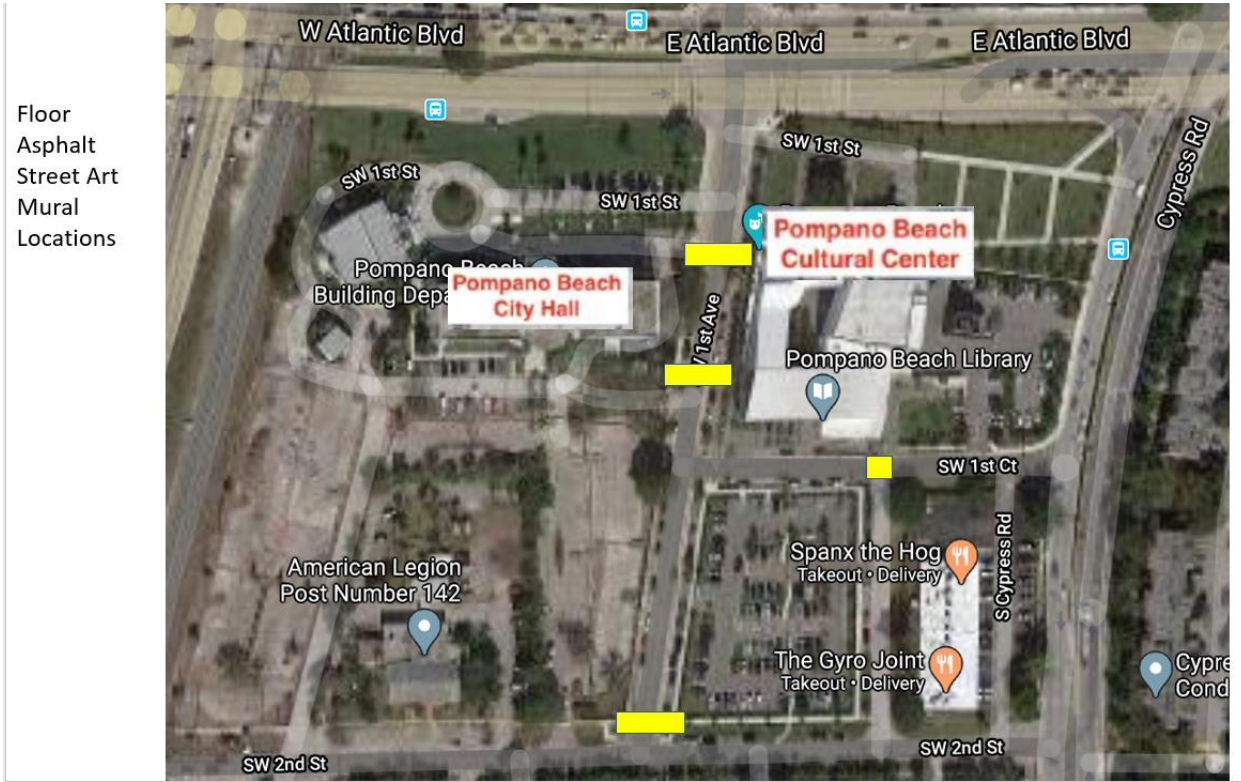 Floor
Asphalt
Street Art
Mural
Locations
W Atlantic Blvd
E Atlantic Blvd
E Atlantic Blvd
SW 1st St
SW 1st St
SW 1st St
Cypress Rd
Pompano Beach
Cultural Center
Pompano Beach
Building Depa
Pompano Beach
City Hall
1st Ave
Pompano Beach Library
SW 1st Ct
Spanx the Hog
Takeout • Delivery
S Cypress Rd
American Legion
Post Number 142
The Gyro Joint
Takeout • Delivery
Cypre
Cond
SW 2nd St
SW 2nd St